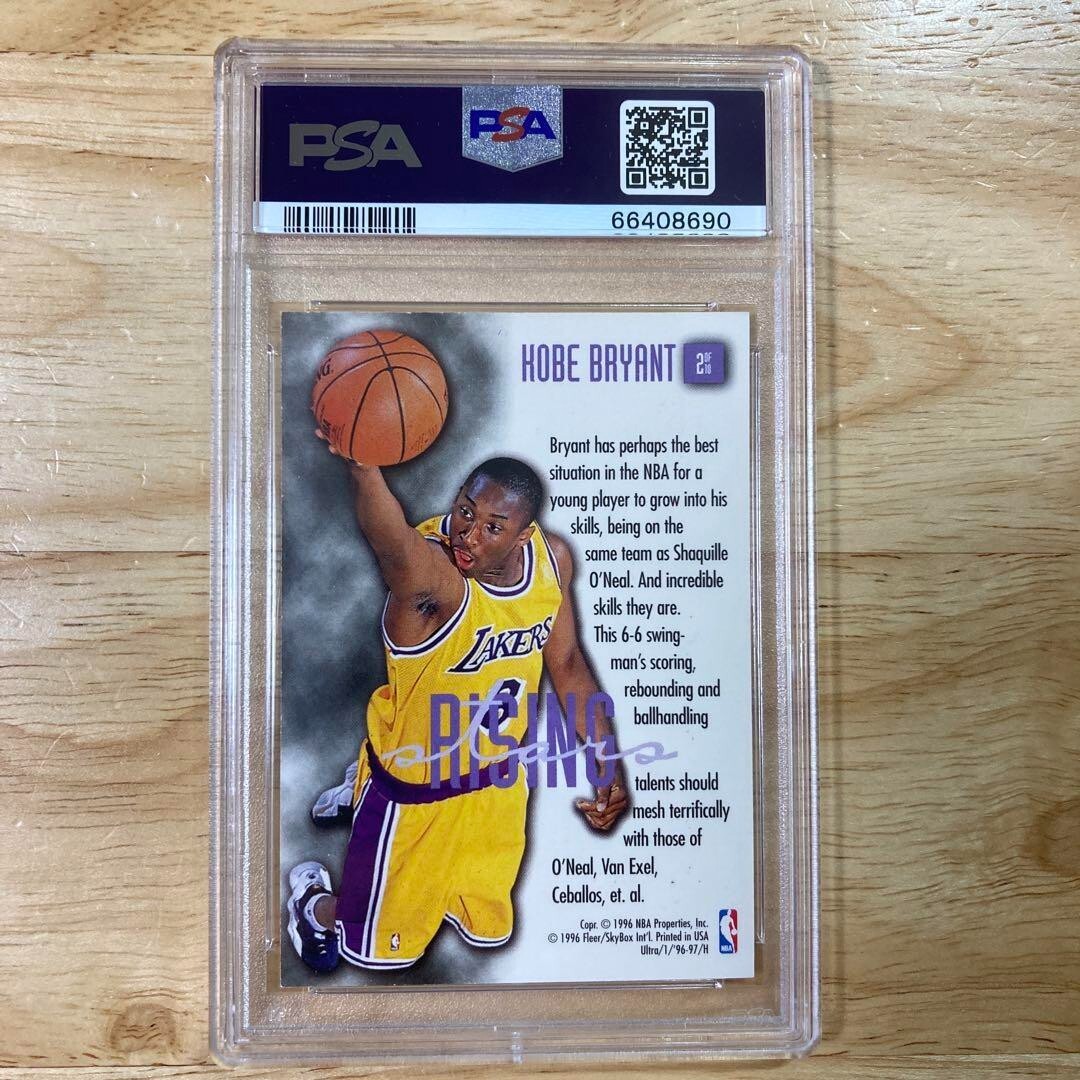 PSA
PSA
66408690
KOBE BRYANT 2 OF 10
Bryant has perhaps the best
situation in the NBA for a
young player to grow into his
skills, being on the
same team as Shaquille
O'Neal. And incredible
skills they are.
This 6-6 swing-
man's scoring,
rebounding and
ballhandling
talents should
mesh terrifically
with those of
O'Neal, Van Exel,
Ceballos, et. al.
LAKERS
8
RISING
stars
Copr. © 1996 NBA Properties, Inc.
© 1996 Fleer/SkyBox Int'l. Printed in USA
Ultra/1/'96-97/H
NBA